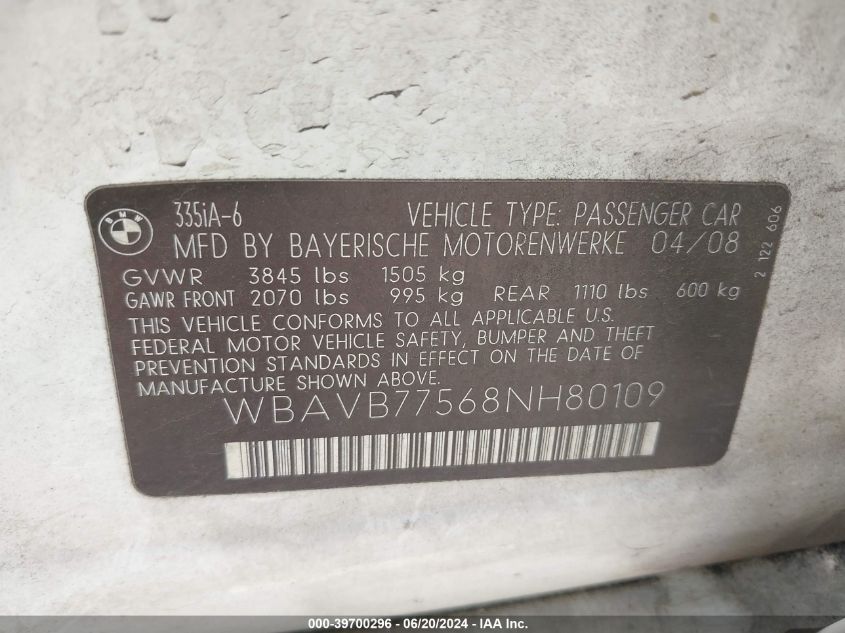 BMW
335iA-6 VEHICLE TYPE: PASSENGER CAR
MFD BY BAYERISCHE MOTORENWERKE 04/08
GVWR 3845 lbs 1505 kg
GAWR FRONT 2070 lbs 995 kg REAR 1110 lbs 600 kg
THIS VEHICLE CONFORMS TO ALL APPLICABLE U.S.
FEDERAL MOTOR VEHICLE SAFETY, BUMPER AND THEFT
PREVENTION STANDARDS IN EFFECT ON THE DATE OF
MANUFACTURE SHOWN ABOVE.
WBAVB77568NH80109
2 122 606
000-39700296 - 06/20/2024 - IAAI.com